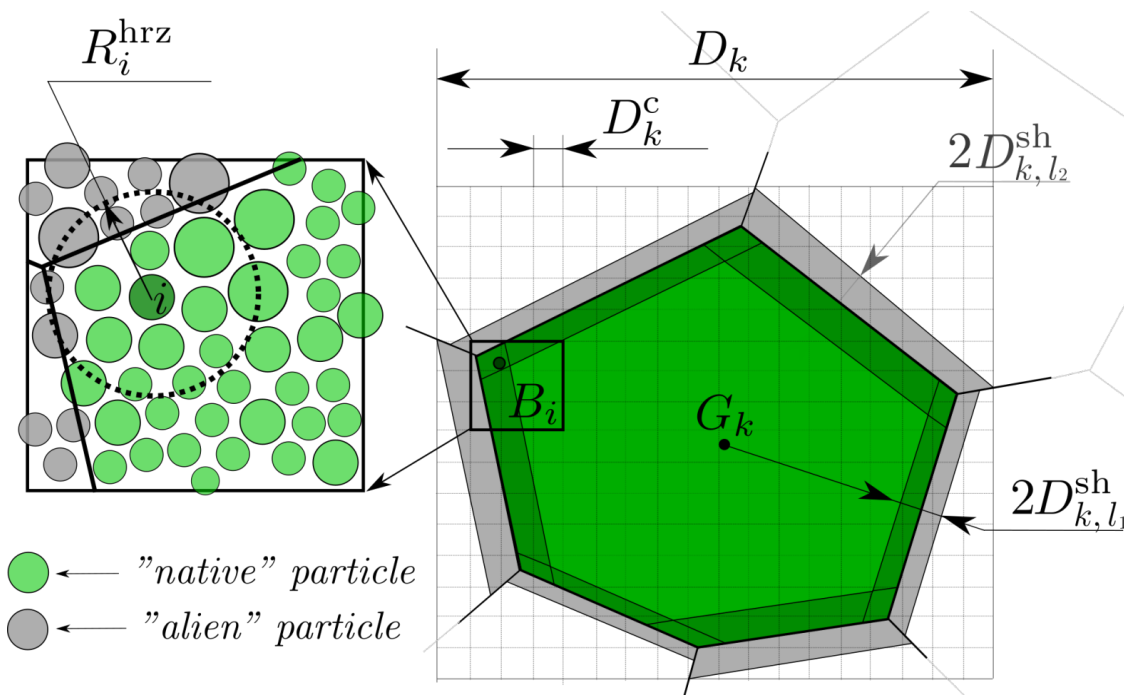 R_i^hrz
D_k
D_k^c
2D_{k, l_2}^sh
i
B_i
G_k
2D_{k, l_1}^sh
"native" particle
"alien" particle